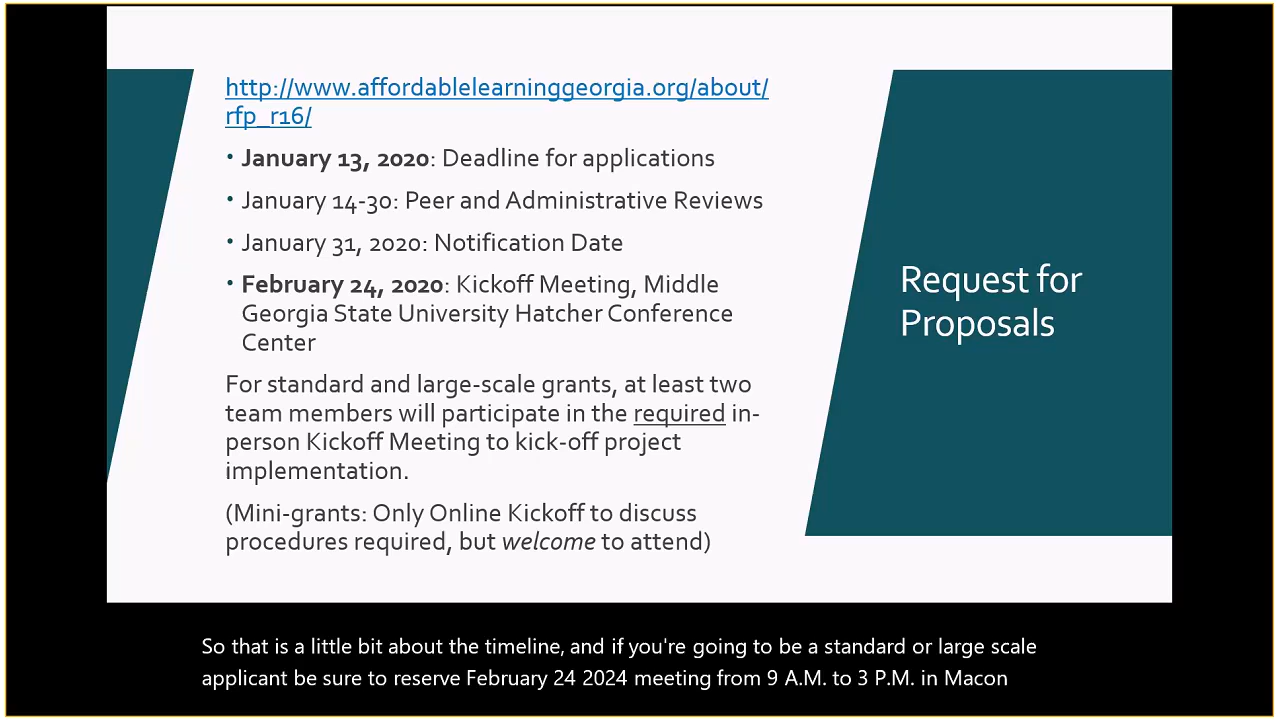 http://www.affordablelearninggeorgia.org/about/
rfp_r16/
• January 13, 2020: Deadline for applications
• January 14-30: Peer and Administrative Reviews
• January 31, 2020: Notification Date
• February 24, 2020: Kickoff Meeting, Middle
Georgia State University Hatcher Conference
Center
For standard and large-scale grants, at least two
team members will participate in the required in-
person Kickoff Meeting to kick-off project
implementation.
(Mini-grants: Only Online Kickoff to discuss
procedures required, but welcome to attend)
Request for
Proposals
So that is a little bit about the timeline, and if you're going to be a standard or large scale
applicant be sure to reserve February 24 2024 meeting from 9 A.M. to 3 P.M. in Macon